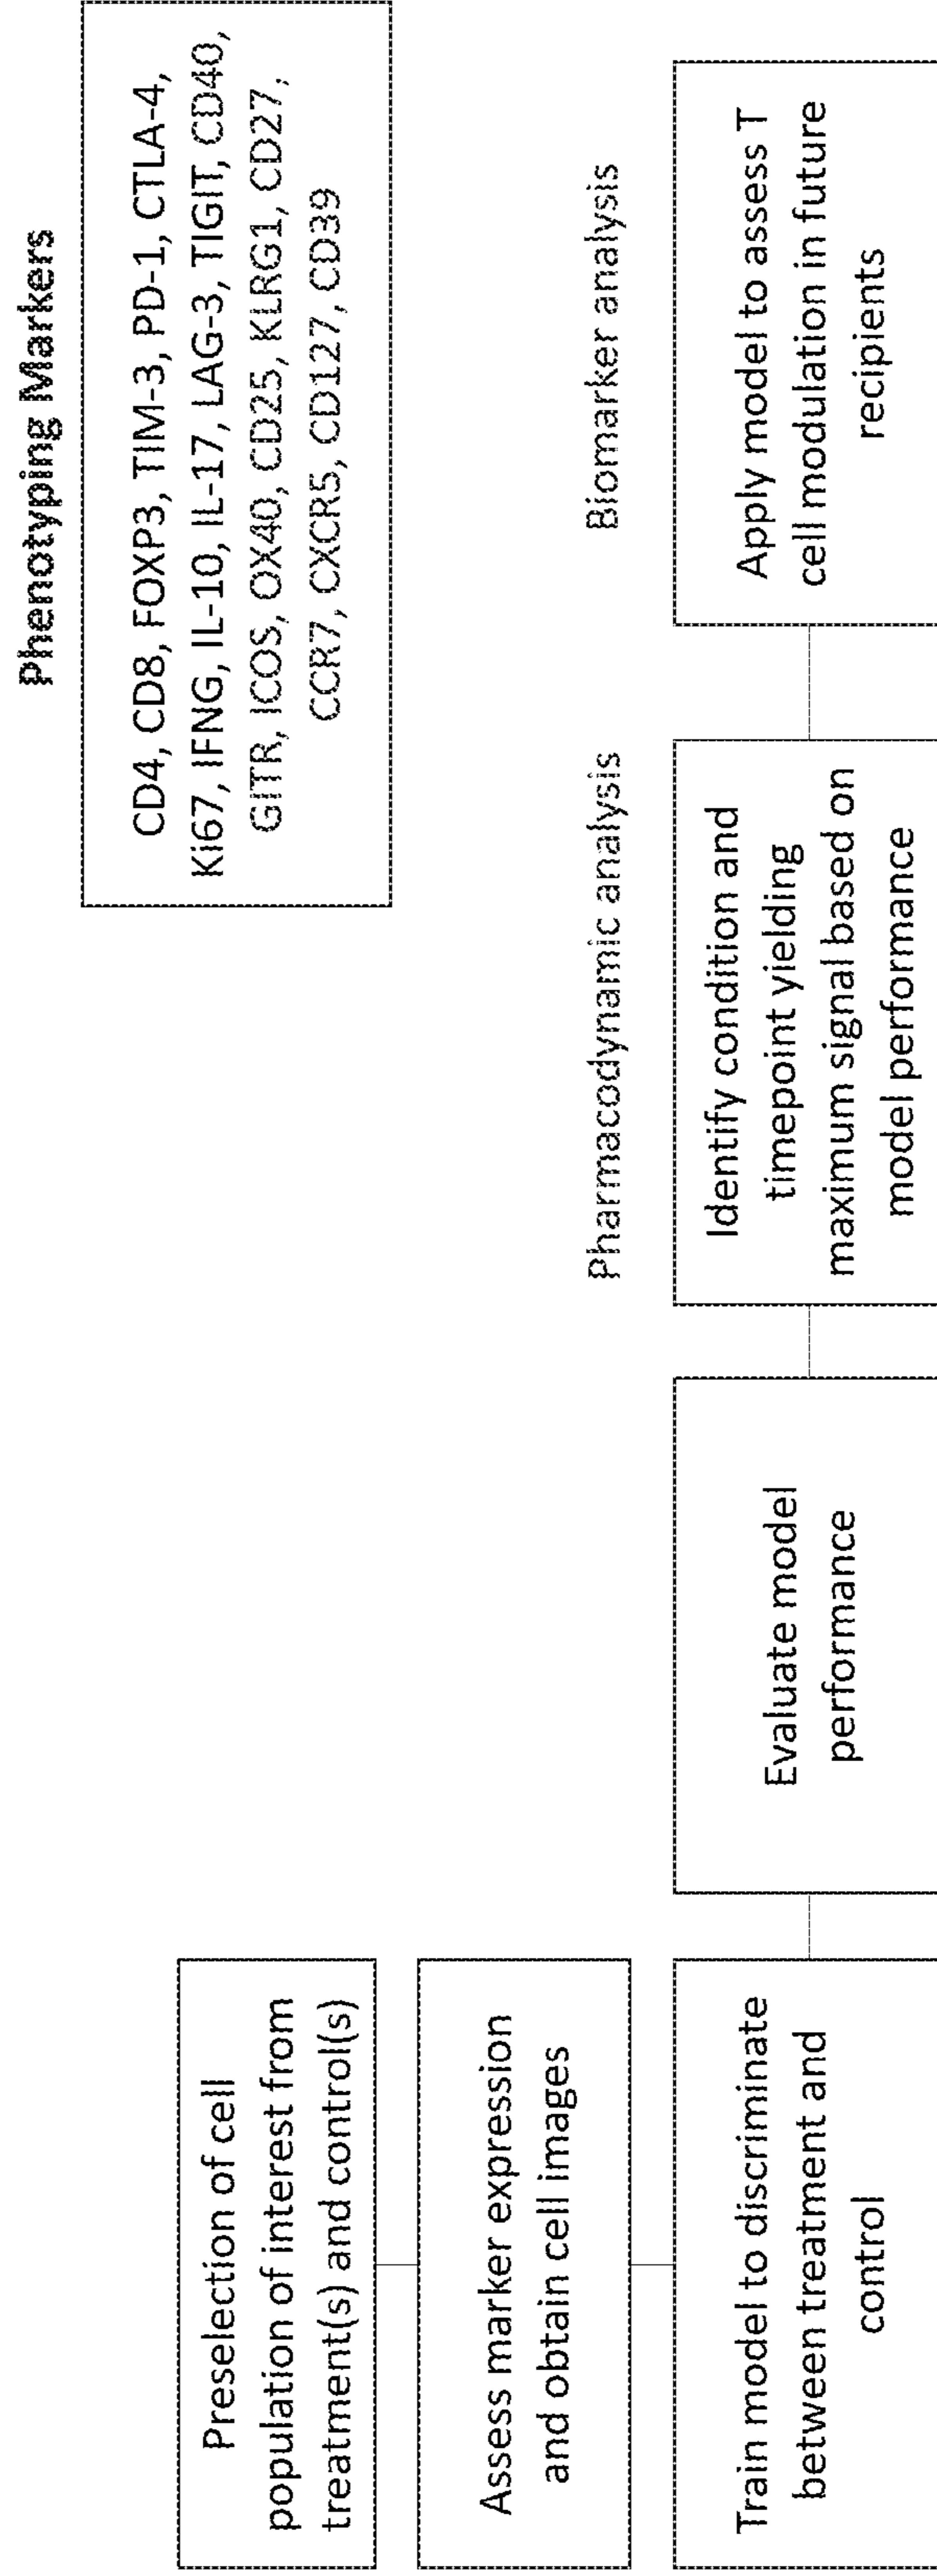 Phenotyping Markers
CD4, CD8, FOXP3, TIM-3, PD-1, CTLA-4,
Ki67, IFNG, IL-10, IL-17, LAG-3, TIGIT, CD40,
GITR, ICOS, OX40, CD25, KLRG1, CD27,
CCR7, CXCR5, CD127, CD39
Preselection of cell
population of interest from
treatment(s) and control(s)
Assess marker expression
and obtain cell images
Train model to discriminate
between treatment and
control
Evaluate model
performance
Pharmacodynamic analysis
Identify condition and
timepoint yielding
maximum signal based on
model performance
Biomarker analysis
Apply model to assess T
cell modulation in future
recipients